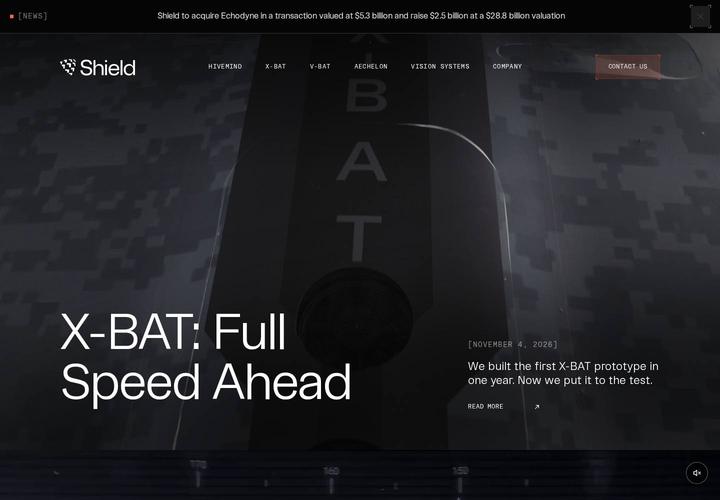 [NEWS]
Shield to acquire Echodyne in a transaction valued at $5.3 billion and raise $2.5 billion at a $28.8 billion valuation
Shield
HIVEMIND
X-BAT
V-BAT
AECHELON
VISION SYSTEMS
COMPANY
CONTACT US
X-BAT
X-BAT: Full
Speed Ahead
[NOVEMBER 4, 2026]
We built the first X-BAT prototype in
one year. Now we put it to the test.
READ MORE